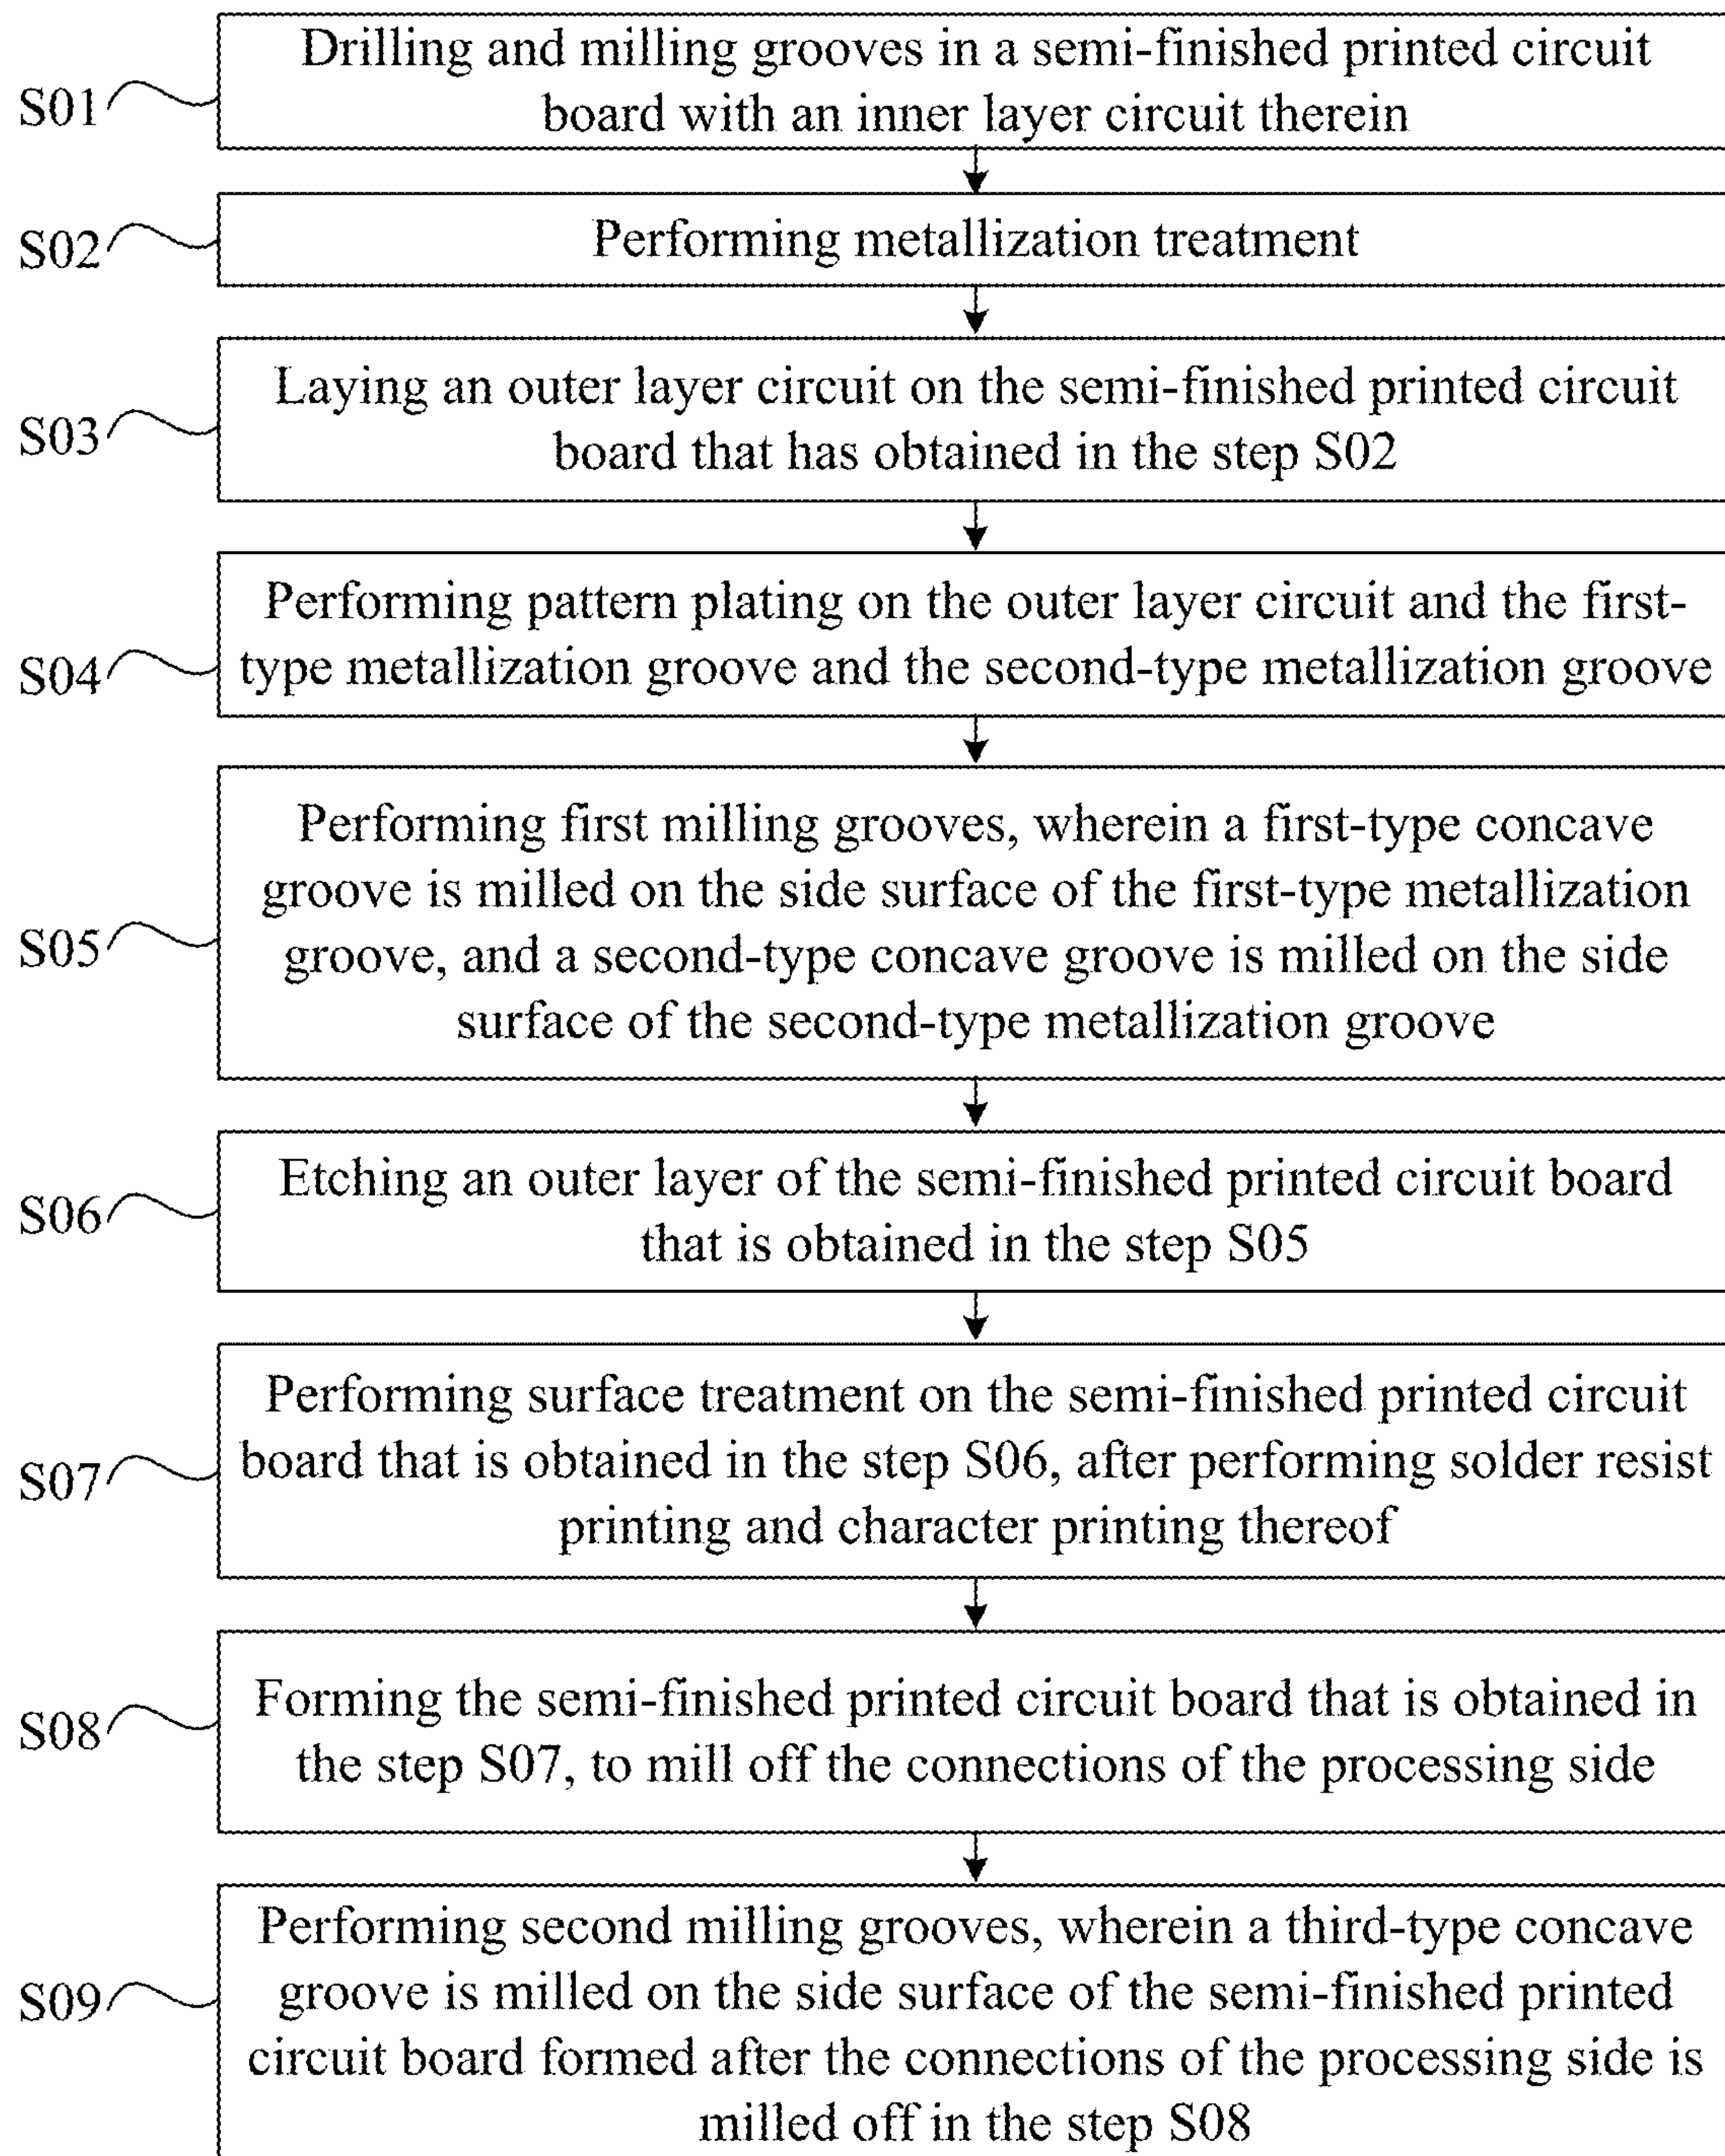 S01
Drilling and milling grooves in a semi-finished printed circuit
board with an inner layer circuit therein
S02
Performing metallization treatment
S03
Laying an outer layer circuit on the semi-finished printed circuit
board that has obtained in the step S02
S04
Performing pattern plating on the outer layer circuit and the first-
type metallization groove and the second-type metallization groove
S05
Performing first milling grooves, wherein a first-type concave
groove is milled on the side surface of the first-type metallization
groove, and a second-type concave groove is milled on the side
surface of the second-type metallization groove
S06
Etching an outer layer of the semi-finished printed circuit board
that is obtained in the step S05
S07
Performing surface treatment on the semi-finished printed circuit
board that is obtained in the step S06, after performing solder resist
printing and character printing thereof
S08
Forming the semi-finished printed circuit board that is obtained in
the step S07, to mill off the connections of the processing side
S09
Performing second milling grooves, wherein a third-type concave
groove is milled on the side surface of the semi-finished printed
circuit board formed after the connections of the processing side is
milled off in the step S08